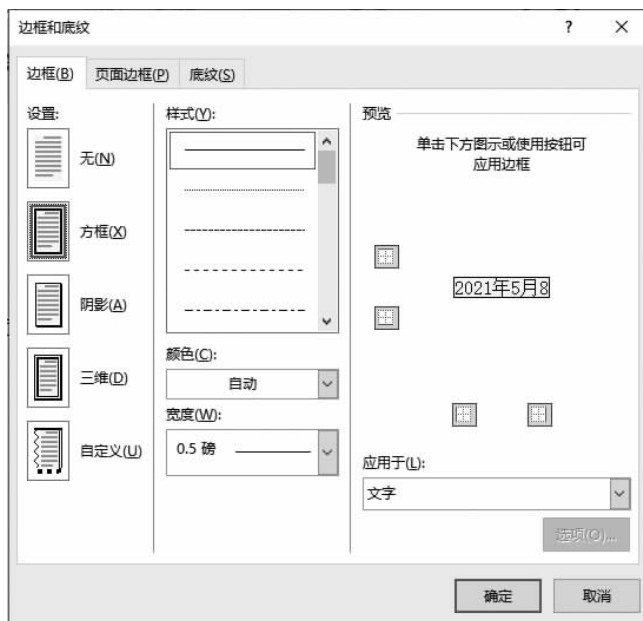 边框和底纹 ? ×
边框(B) 页面边框(P) 底纹(S)
设置:
无(N)
方框(X)
阴影(A)
三维(D)
自定义(U)
样式(Y):
颜色(C):
自动
宽度(W):
0.5 磅
预览
单击下方图示或使用按钮可
应用边框
2021年5月8
应用于(L):
文字
选项(O)...
确定 取消